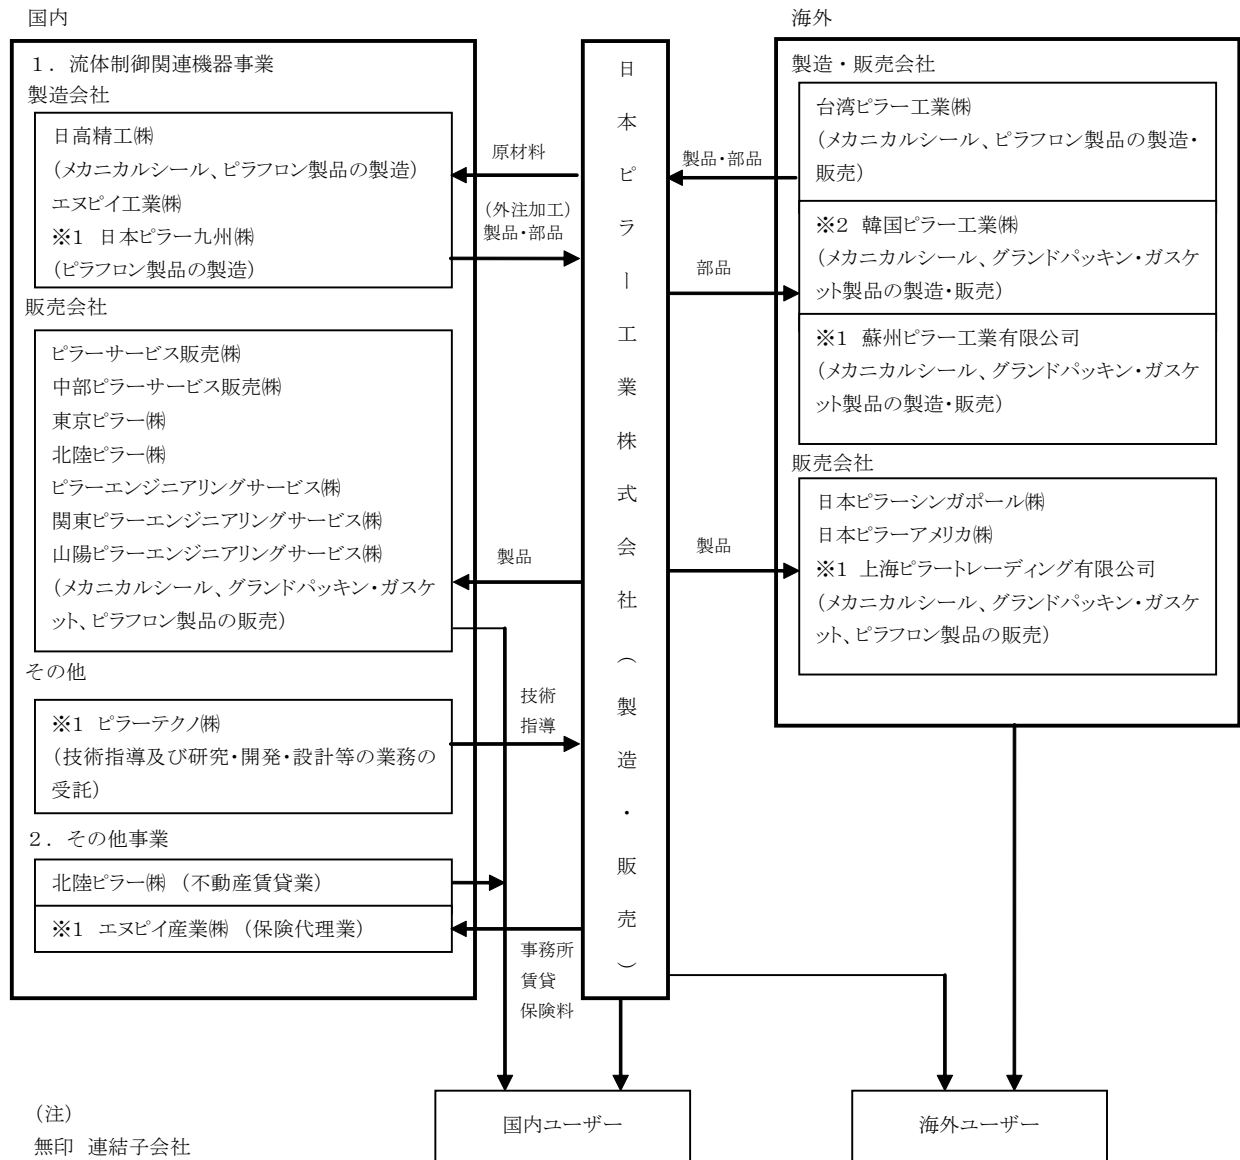 国内
1．流体制御関連機器事業
製造会社
日高精工㈱
(メカニカルシール、ピラフロン製品の製造)
エヌピイ工業㈱
※1 日本ピラー九州㈱
(ピラフロン製品の製造)
販売会社
ピラーサービス販売㈱
中部ピラーサービス販売㈱
東京ピラー㈱
北陸ピラー㈱
ピラーエンジニアリングサービス㈱
関東ピラーエンジニアリングサービス㈱
山陽ピラーエンジニアリングサービス㈱
(メカニカルシール、グランドパッキン・ガスケ
ット、ピラフロン製品の販売)
その他
※1 ピラーテクノ㈱
(技術指導及び研究・開発・設計等の業務の
受託)
2．その他事業
北陸ピラー㈱ (不動産賃貸業)
※1 エヌピイ産業㈱ (保険代理業)
原材料
(外注加工)
製品・部品
製品
技術
指導
事務所
賃貸
保険料
日本ピラー工業株式会社(製造・販売)
製品・部品
部品
製品
海外
製造・販売会社
台湾ピラー工業㈱
(メカニカルシール、ピラフロン製品の製造・
販売)
※2 韓国ピラー工業㈱
(メカニカルシール、グランドパッキン・ガスケ
ット製品の製造・販売)
※1 蘇州ピラー工業有限公司
(メカニカルシール、グランドパッキン・ガスケ
ット製品の製造・販売)
販売会社
日本ピラーシンガポール㈱
日本ピラーアメリカ㈱
※1 上海ピラートレーディング有限公司
(メカニカルシール、グランドパッキン・ガスケ
ット、ピラフロン製品の販売)
国内ユーザー
海外ユーザー
(注)
無印 連結子会社